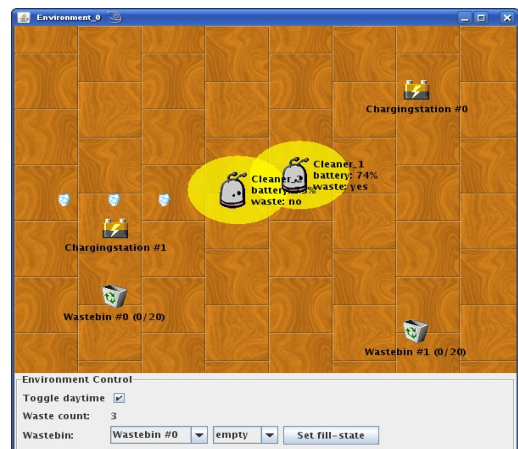 Environment_0
Chargingstation #0
Cleaner_1
battery: 74%
waste: yes
Cleaner
battery:
waste: no
Chargingstation #1
Wastebin #0 (0/20)
Wastebin #1 (0/20)
Environment Control
Toggle daytime
Waste count: 3
Wastebin: Wastebin #0 empty Set fill-state